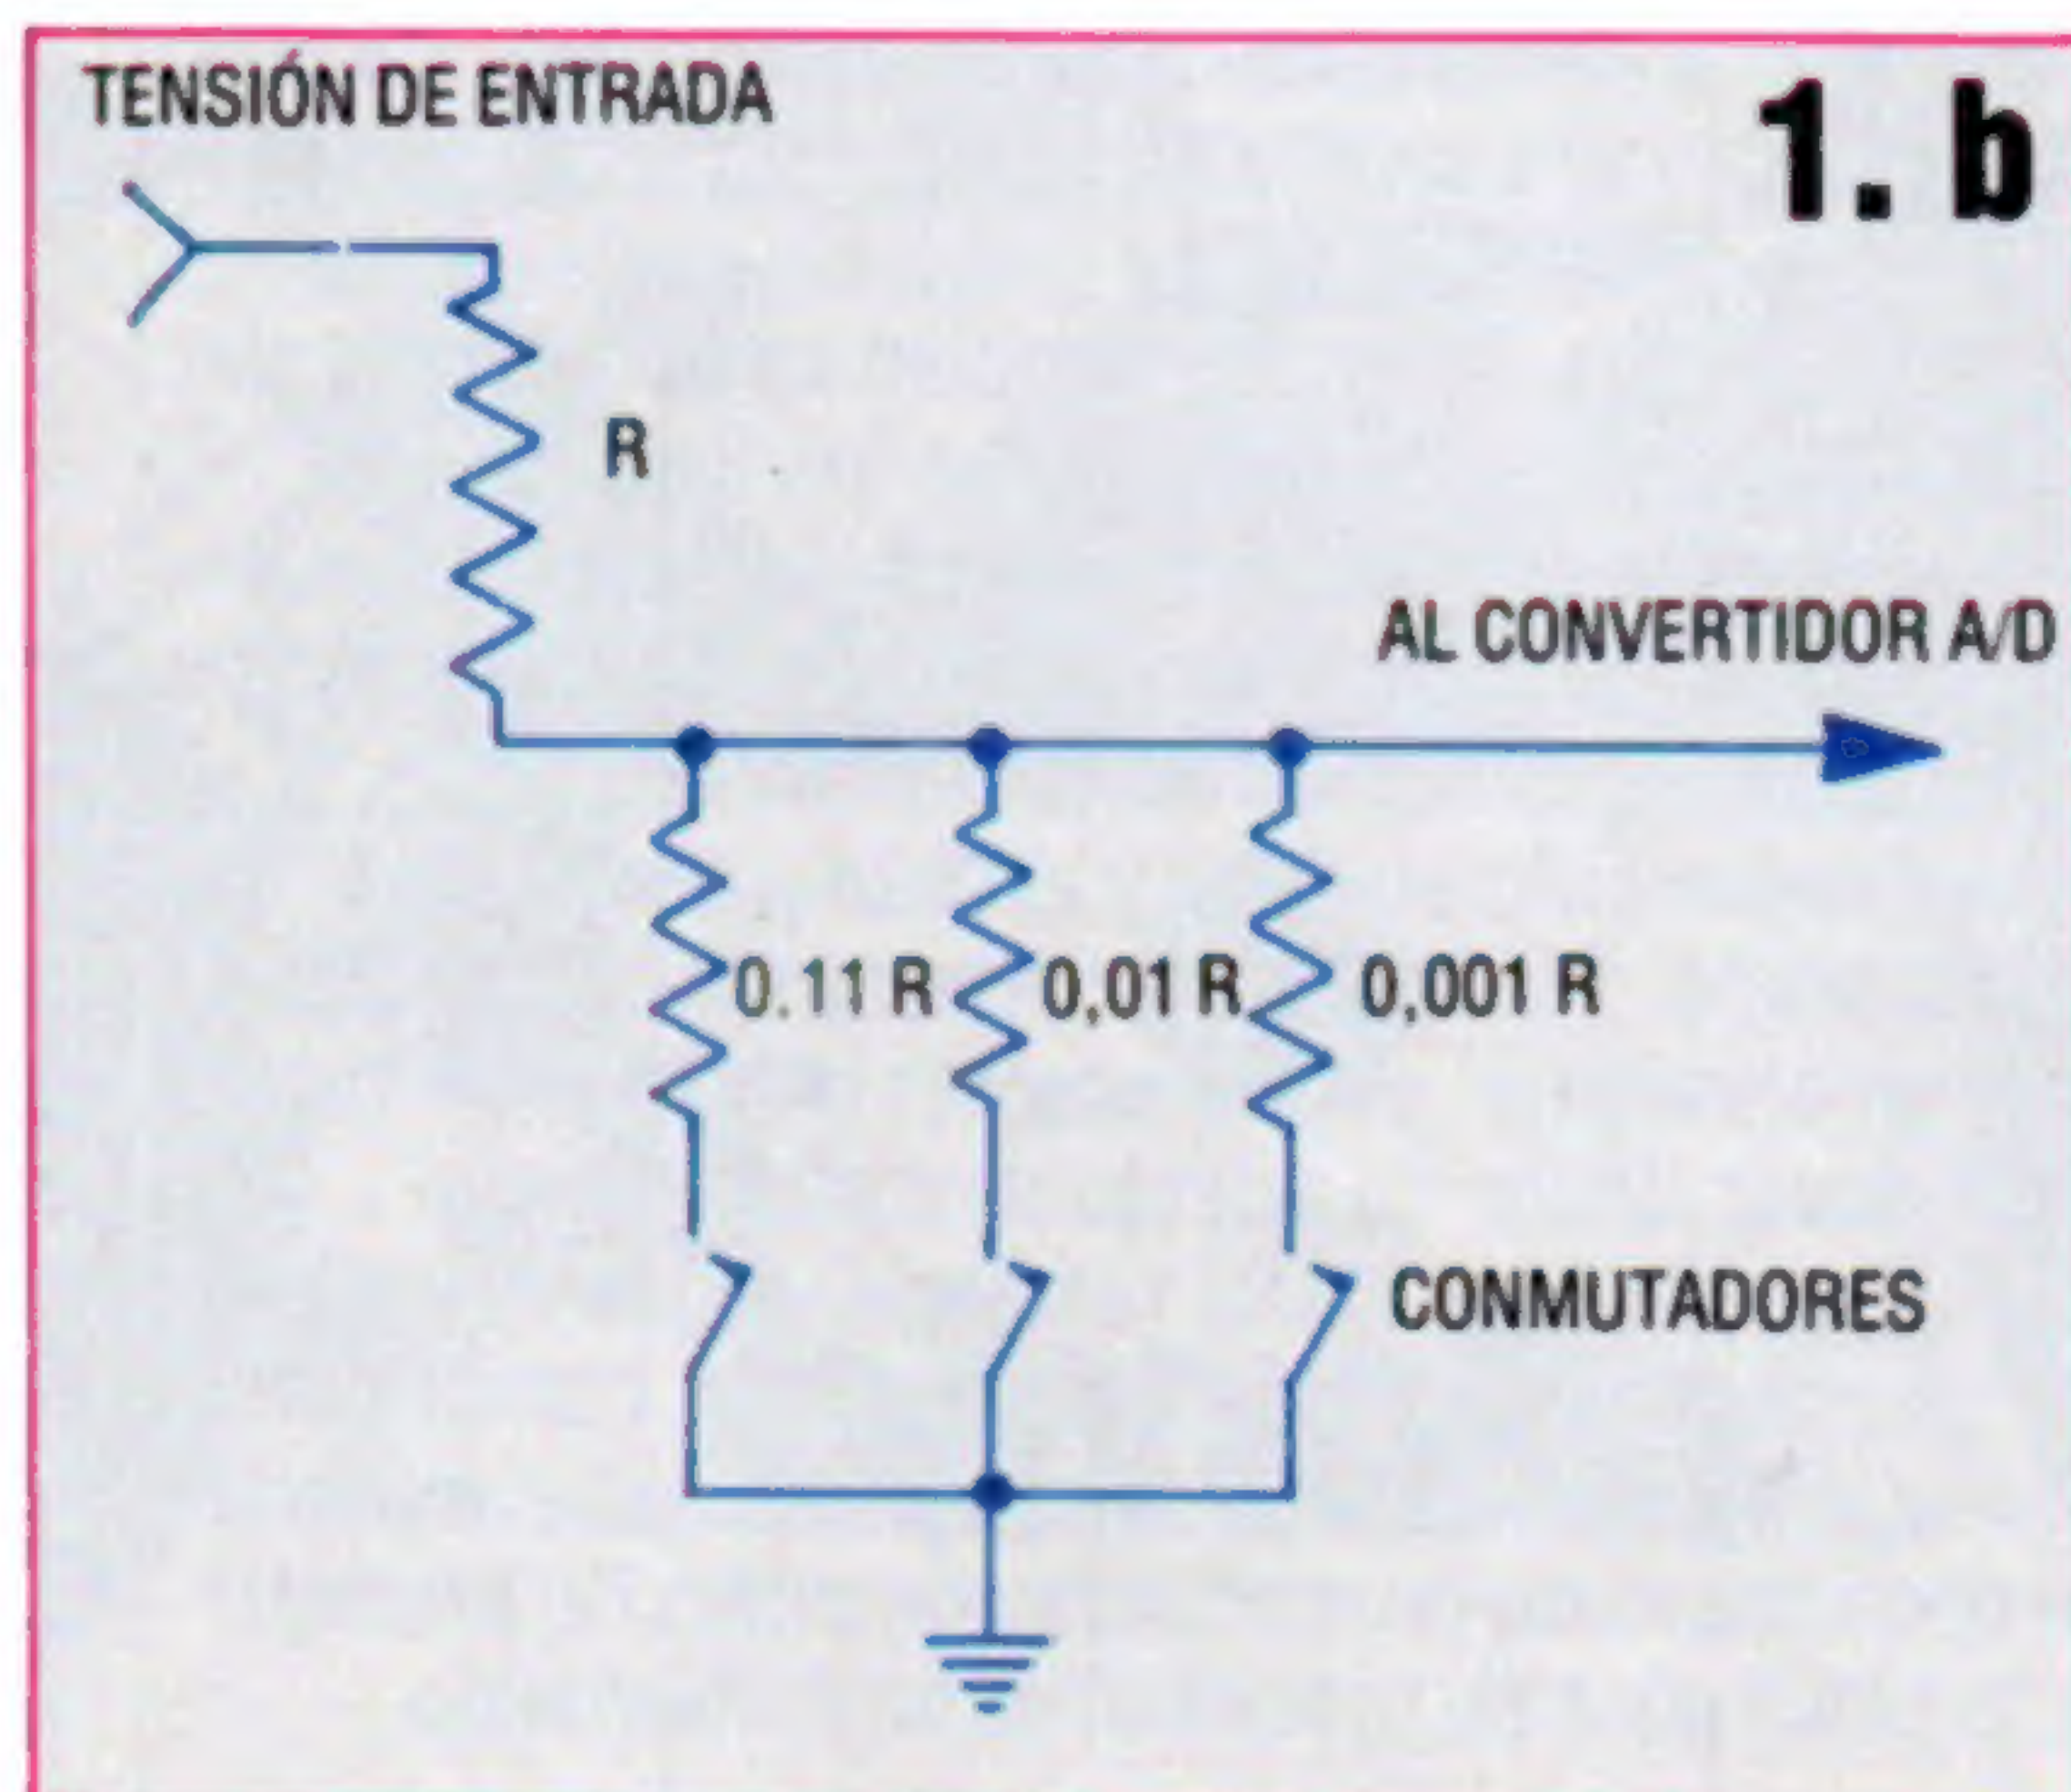 TENSIÓN DE ENTRADA
1. b
R
AL CONVERTIDOR A/D
0.11 R 0,01 R 0,001 R
CONMUTADORES